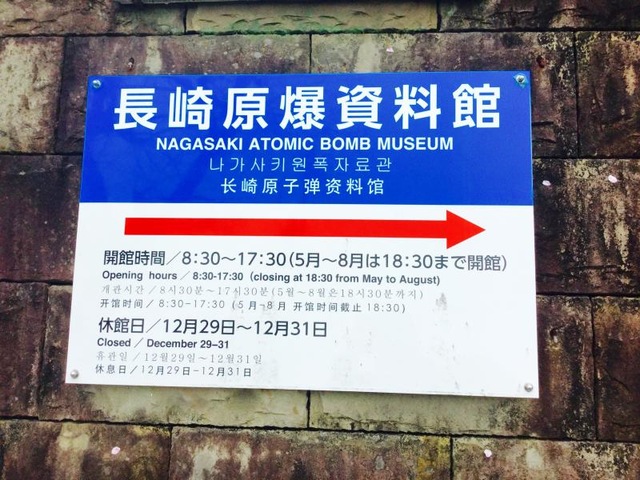 長崎原爆資料館
NAGASAKI ATOMIC BOMB MUSEUM
나가사키원폭자료관
长崎原子弹资料馆
開館時間／8:30〜17:30(5月〜8月は18:30まで開館)
Opening hours ／ 8:30-17:30 (closing at 18:30 from May to August)
개관시간／8시30분〜17시30분(5월〜8월은18시30분까지)
开馆时间／8:30-17:30 (5月-8月 开馆时间截止 18:30)
休館日／12月29日〜12月31日
Closed ／ December 29-31
휴관일／12월29일〜12월31일
休息日／12月29日-12月31日